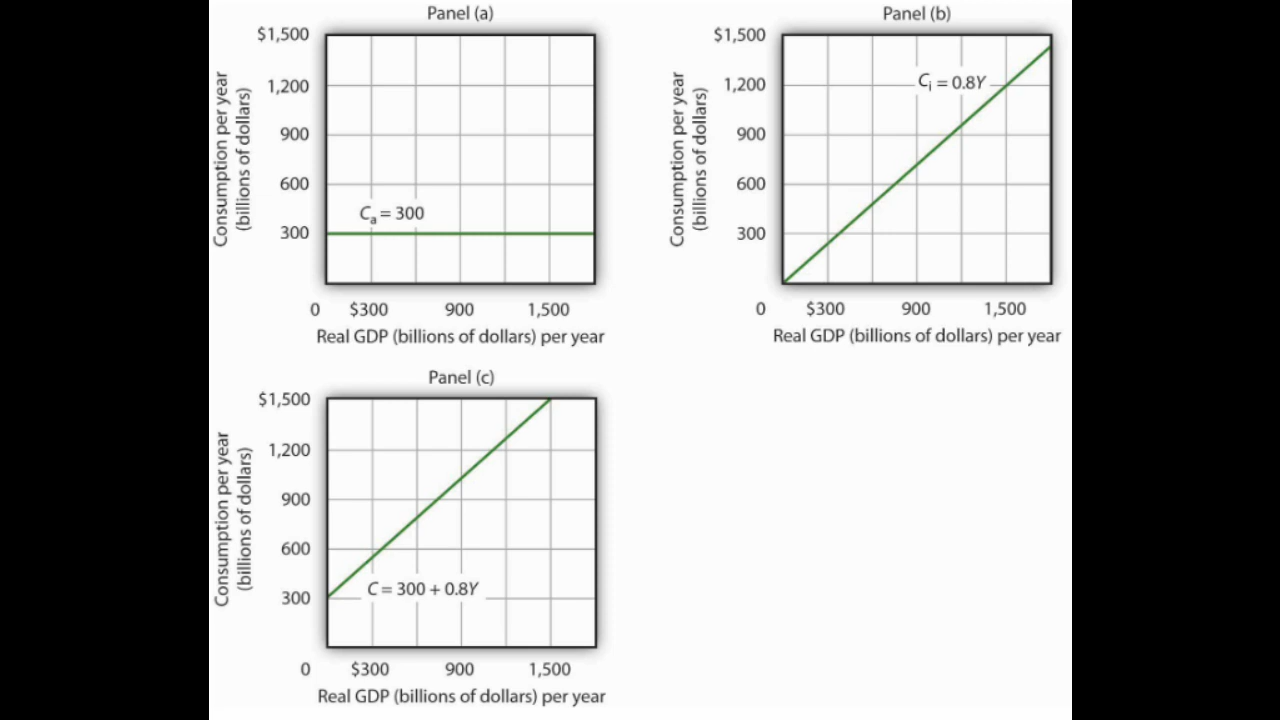 Panel (a)
$1,500
1,200
900
600
300
0
$300
900
1,500
Consumption per year
(billions of dollars)
Cₐ = 300
Real GDP (billions of dollars) per year
Panel (b)
$1,500
1,200
900
600
300
0
$300
900
1,500
Consumption per year
(billions of dollars)
Cᵢ = 0.8Y
Real GDP (billions of dollars) per year
Panel (c)
$1,500
1,200
900
600
300
0
$300
900
1,500
Consumption per year
(billions of dollars)
C = 300 + 0.8Y
Real GDP (billions of dollars) per year